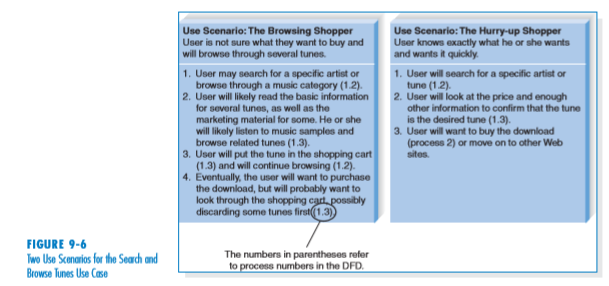 Use Scenario: The Browsing Shopper
User is not sure what they want to buy and
will browse through several tunes.
1. User may search for a specific artist or
browse through a music category (1.2).
2. User will likely read the basic information
for several tunes, as well as the
marketing material for some. He or she
will likely listen to music samples and
browse related tunes (1.3).
3. User will put the tune in the shopping cart
(1.3) and will continue browsing (1.2).
4. Eventually, the user will want to purchase
the download, but will probably want to
look through the shopping cart, possibly
discarding some tunes first (1.3)
Use Scenario: The Hurry-up Shopper
User knows exactly what he or she wants
and wants it quickly.
1. User will search for a specific artist or
tune (1.2).
2. User will look at the price and enough
other information to confirm that the tune
is the desired tune (1.3).
3. User will want to buy the download
(process 2) or move on to other Web
sites.
The numbers in parentheses refer
to process numbers in the DFD.
FIGURE 9-6
Two Use Scenarios for the Search and
Browse Tunes Use Case